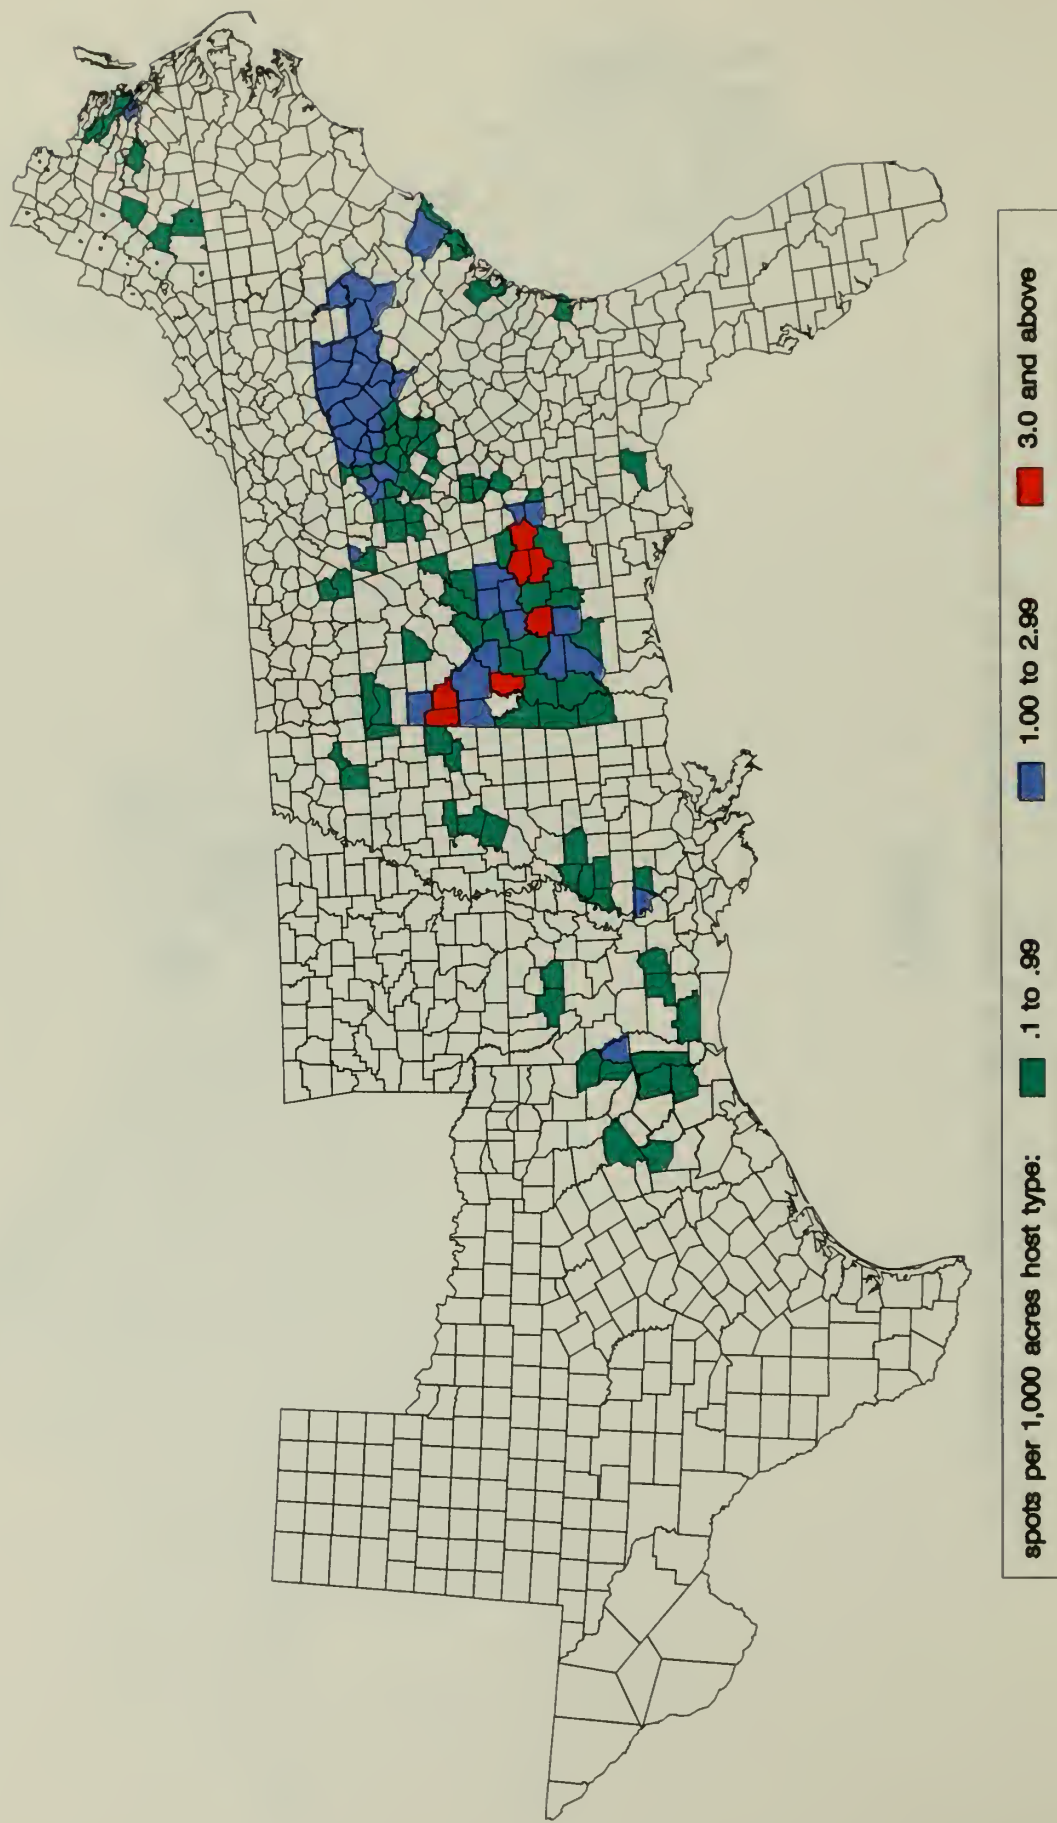 spots per 1,000 acres host type: .1 to .99 1.00 to 2.99 3.0 and above